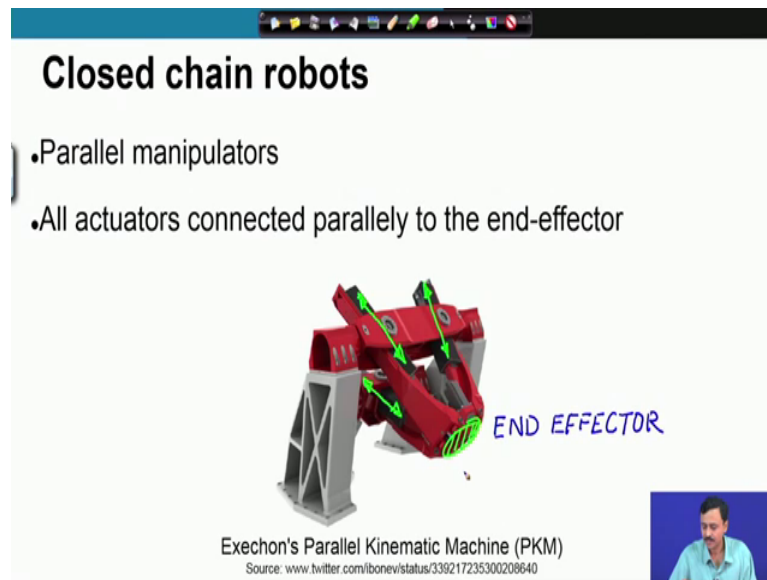 Closed chain robots
•Parallel manipulators
•All actuators connected parallely to the end-effector
END EFFECTOR
Exechon's Parallel Kinematic Machine (PKM)
Source: www.twitter.com/ibonev/status/339217235300208640